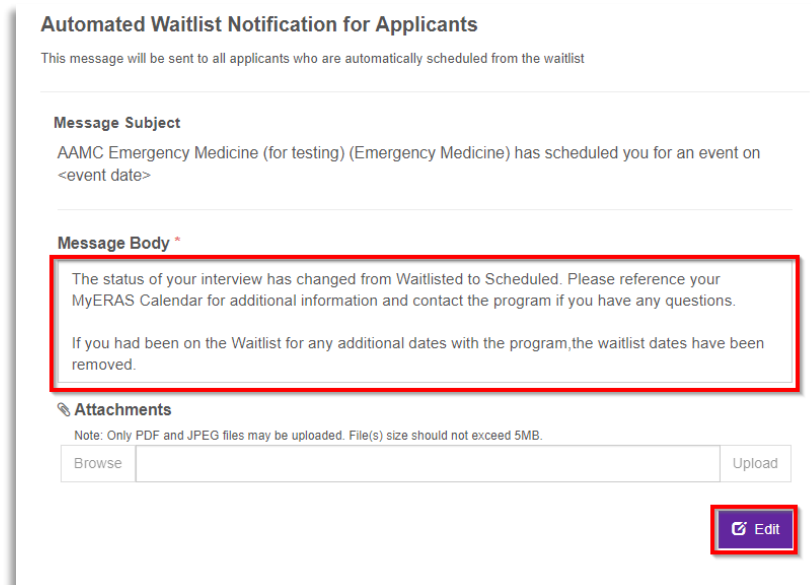 Automated Waitlist Notification for Applicants
This message will be sent to all applicants who are automatically scheduled from the waitlist
Message Subject
AAMC Emergency Medicine (for testing) (Emergency Medicine) has scheduled you for an event on
<event date>
Message Body *
The status of your interview has changed from Waitlisted to Scheduled. Please reference your
MyERAS Calendar for additional information and contact the program if you have any questions.
If you had been on the Waitlist for any additional dates with the program,the waitlist dates have been
removed.
Attachments
Note: Only PDF and JPEG files may be uploaded. File(s) size should not exceed 5MB.
Browse
Upload
Edit